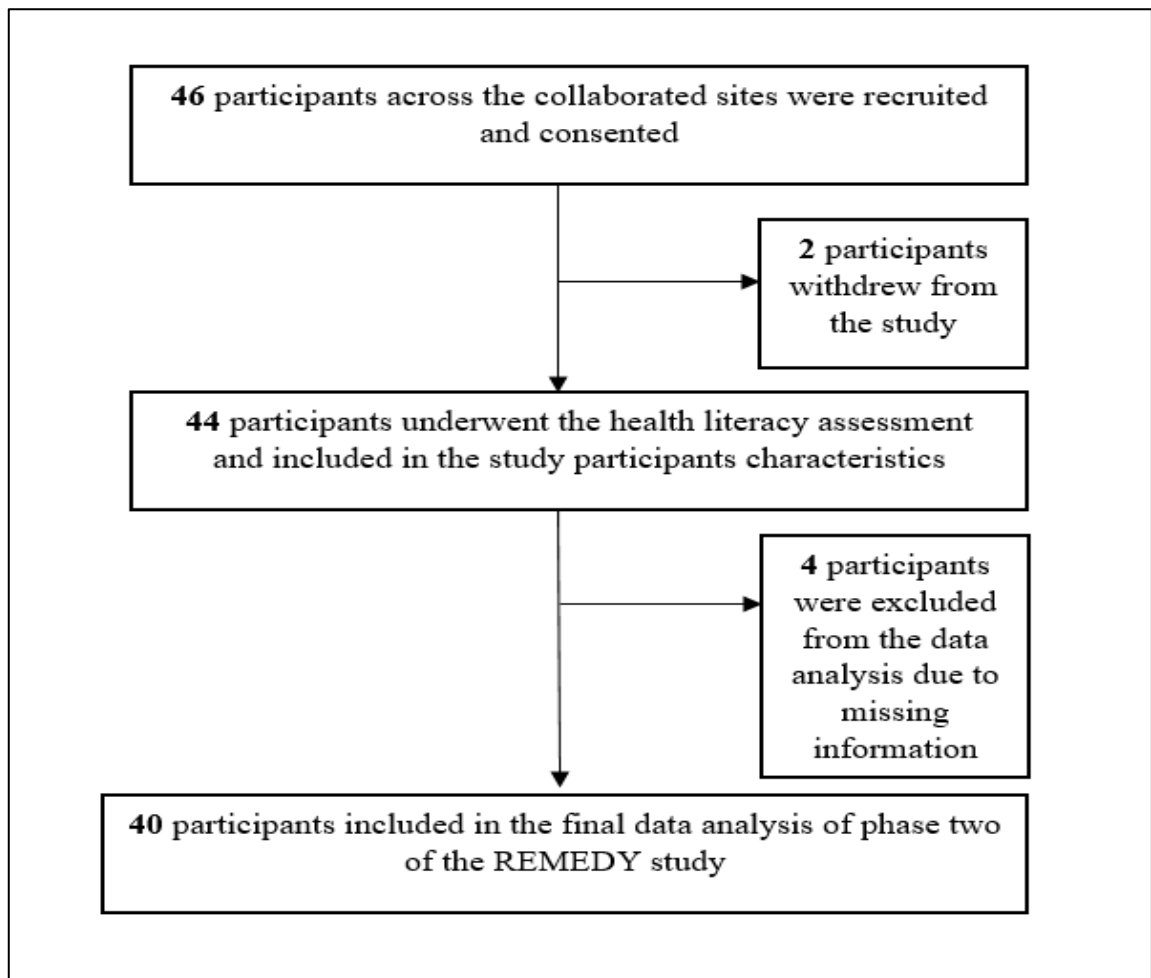 46 participants across the collaborated sites were recruited
and consented
2 participants
withdrew from
the study
44 participants underwent the health literacy assessment
and included in the study participants characteristics
4 participants
were excluded
from the data
analysis due to
missing
information
40 participants included in the final data analysis of phase two
of the REMEDY study